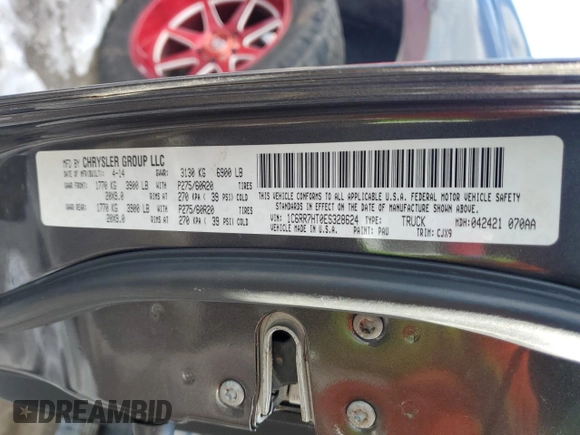 MFD BY CHRYSLER GROUP LLC
DATE OF MFR/BUILT: 4-14 GVWR: 3130 KG 6900 LB
GAWR FRONT: 1770 KG 3900 LB WITH P275/60R20 TIRES
20X9.0 RIMS AT 270 KPA ( 39 PSI) COLD
GAWR REAR: 1770 KG 3900 LB WITH P275/60R20 TIRES
20X9.0 RIMS AT 270 KPA ( 39 PSI) COLD
THIS VEHICLE CONFORMS TO ALL APPLICABLE U.S.A. FEDERAL MOTOR VEHICLE SAFETY
STANDARDS IN EFFECT ON THE DATE OF MANUFACTURE SHOWN ABOVE.
VIN: 1C6RR7HT0ES328624 TYPE: TRUCK MDH: 042421 070AA
VEHICLE MADE IN U.S.A. PAINT: PAU TRIM: CJX9
DREAMBID